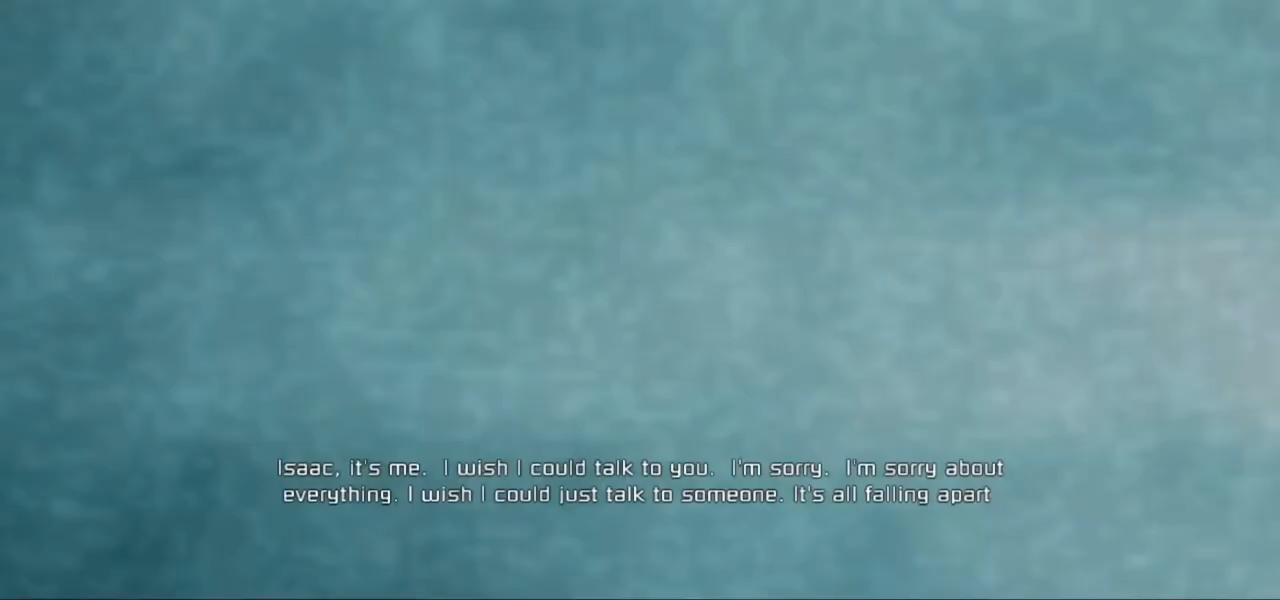 Isaac, it's me. I wish I could talk to you. I'm sorry. I'm sorry about
everything. I wish I could just talk to someone. It's all falling apart